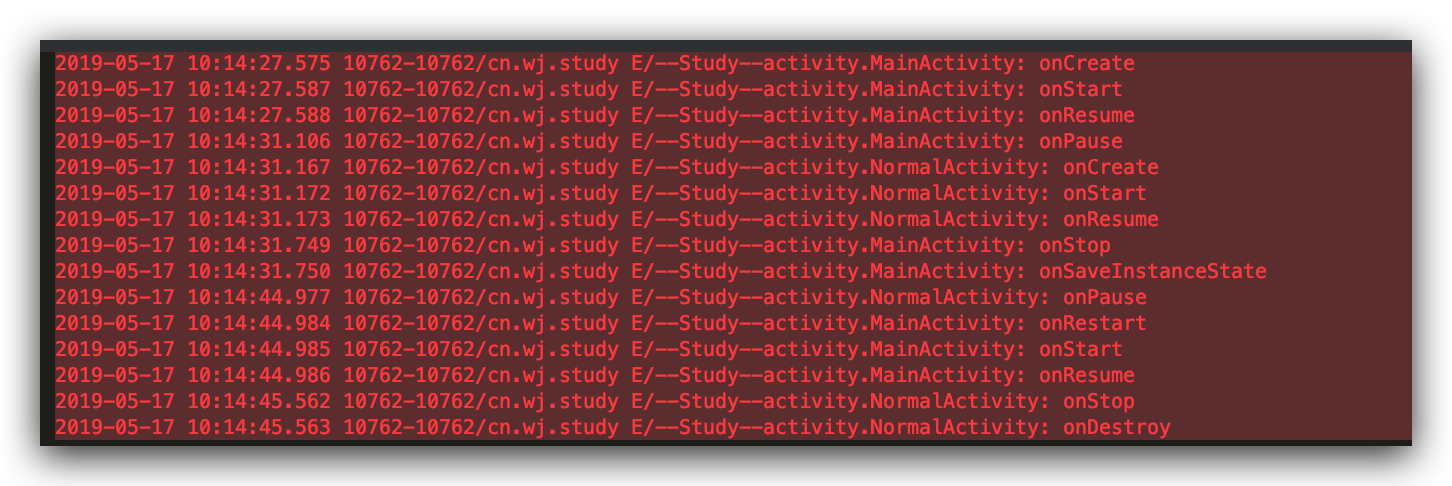 2019-05-17 10:14:27.575 10762-10762/cn.wj.study E/--Study--activity.MainActivity: onCreate
2019-05-17 10:14:27.587 10762-10762/cn.wj.study E/--Study--activity.MainActivity: onStart
2019-05-17 10:14:27.588 10762-10762/cn.wj.study E/--Study--activity.MainActivity: onResume
2019-05-17 10:14:31.106 10762-10762/cn.wj.study E/--Study--activity.MainActivity: onPause
2019-05-17 10:14:31.167 10762-10762/cn.wj.study E/--Study--activity.NormalActivity: onCreate
2019-05-17 10:14:31.172 10762-10762/cn.wj.study E/--Study--activity.NormalActivity: onStart
2019-05-17 10:14:31.173 10762-10762/cn.wj.study E/--Study--activity.NormalActivity: onResume
2019-05-17 10:14:31.749 10762-10762/cn.wj.study E/--Study--activity.MainActivity: onStop
2019-05-17 10:14:31.750 10762-10762/cn.wj.study E/--Study--activity.MainActivity: onSaveInstanceState
2019-05-17 10:14:44.977 10762-10762/cn.wj.study E/--Study--activity.NormalActivity: onPause
2019-05-17 10:14:44.984 10762-10762/cn.wj.study E/--Study--activity.MainActivity: onRestart
2019-05-17 10:14:44.985 10762-10762/cn.wj.study E/--Study--activity.MainActivity: onStart
2019-05-17 10:14:44.986 10762-10762/cn.wj.study E/--Study--activity.MainActivity: onResume
2019-05-17 10:14:45.562 10762-10762/cn.wj.study E/--Study--activity.NormalActivity: onStop
2019-05-17 10:14:45.563 10762-10762/cn.wj.study E/--Study--activity.NormalActivity: onDestroy